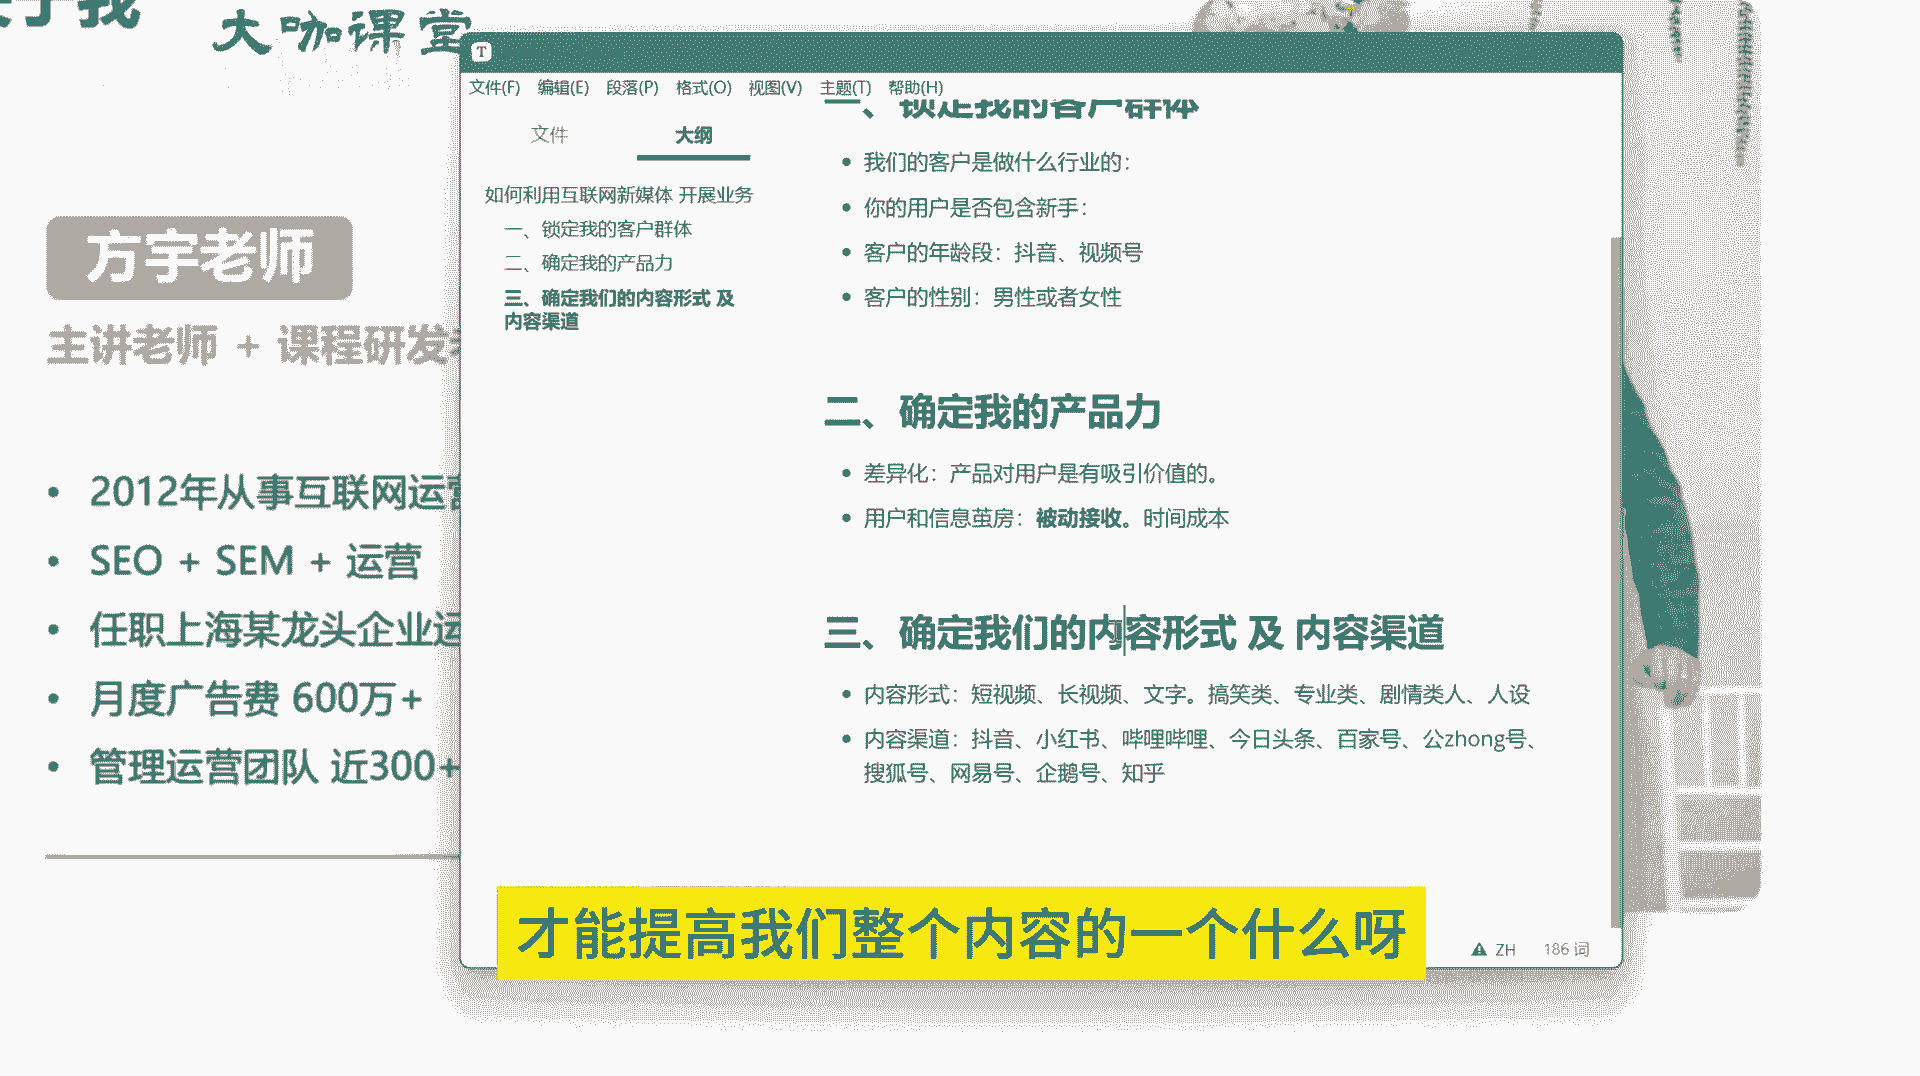 大咖课堂
方宇老师
主讲老师 + 课程研发
2012年从事互联网运营
SEO + SEM + 运营
任职上海某龙头企业运
月度广告费 600万+
管理运营团队 近300+
T
文件(F) 编辑(E) 段落(P) 格式(O) 视图(V) 主题(T) 帮助(H)
文件 大纲
如何利用互联网新媒体 开展业务
一、锁定我的客户群体
二、确定我的产品力
三、确定我们的内容形式 及
内容渠道
一、锁定我的客户群体
我们的客户是做什么行业的：
你的用户是否包含新手：
客户的年龄段：抖音、视频号
客户的性别：男性或者女性
二、确定我的产品力
差异化：产品对用户是有吸引价值的。
用户和信息茧房：被动接收。时间成本
三、确定我们的内容形式 及 内容渠道
内容形式：短视频、长视频、文字。搞笑类、专业类、剧情类人、人设
内容渠道：抖音、小红书、哔哩哔哩、今日头条、百家号、公zhong号、
搜狐号、网易号、企鹅号、知乎
ZH 186 词
才能提高我们整个内容的一个什么呀